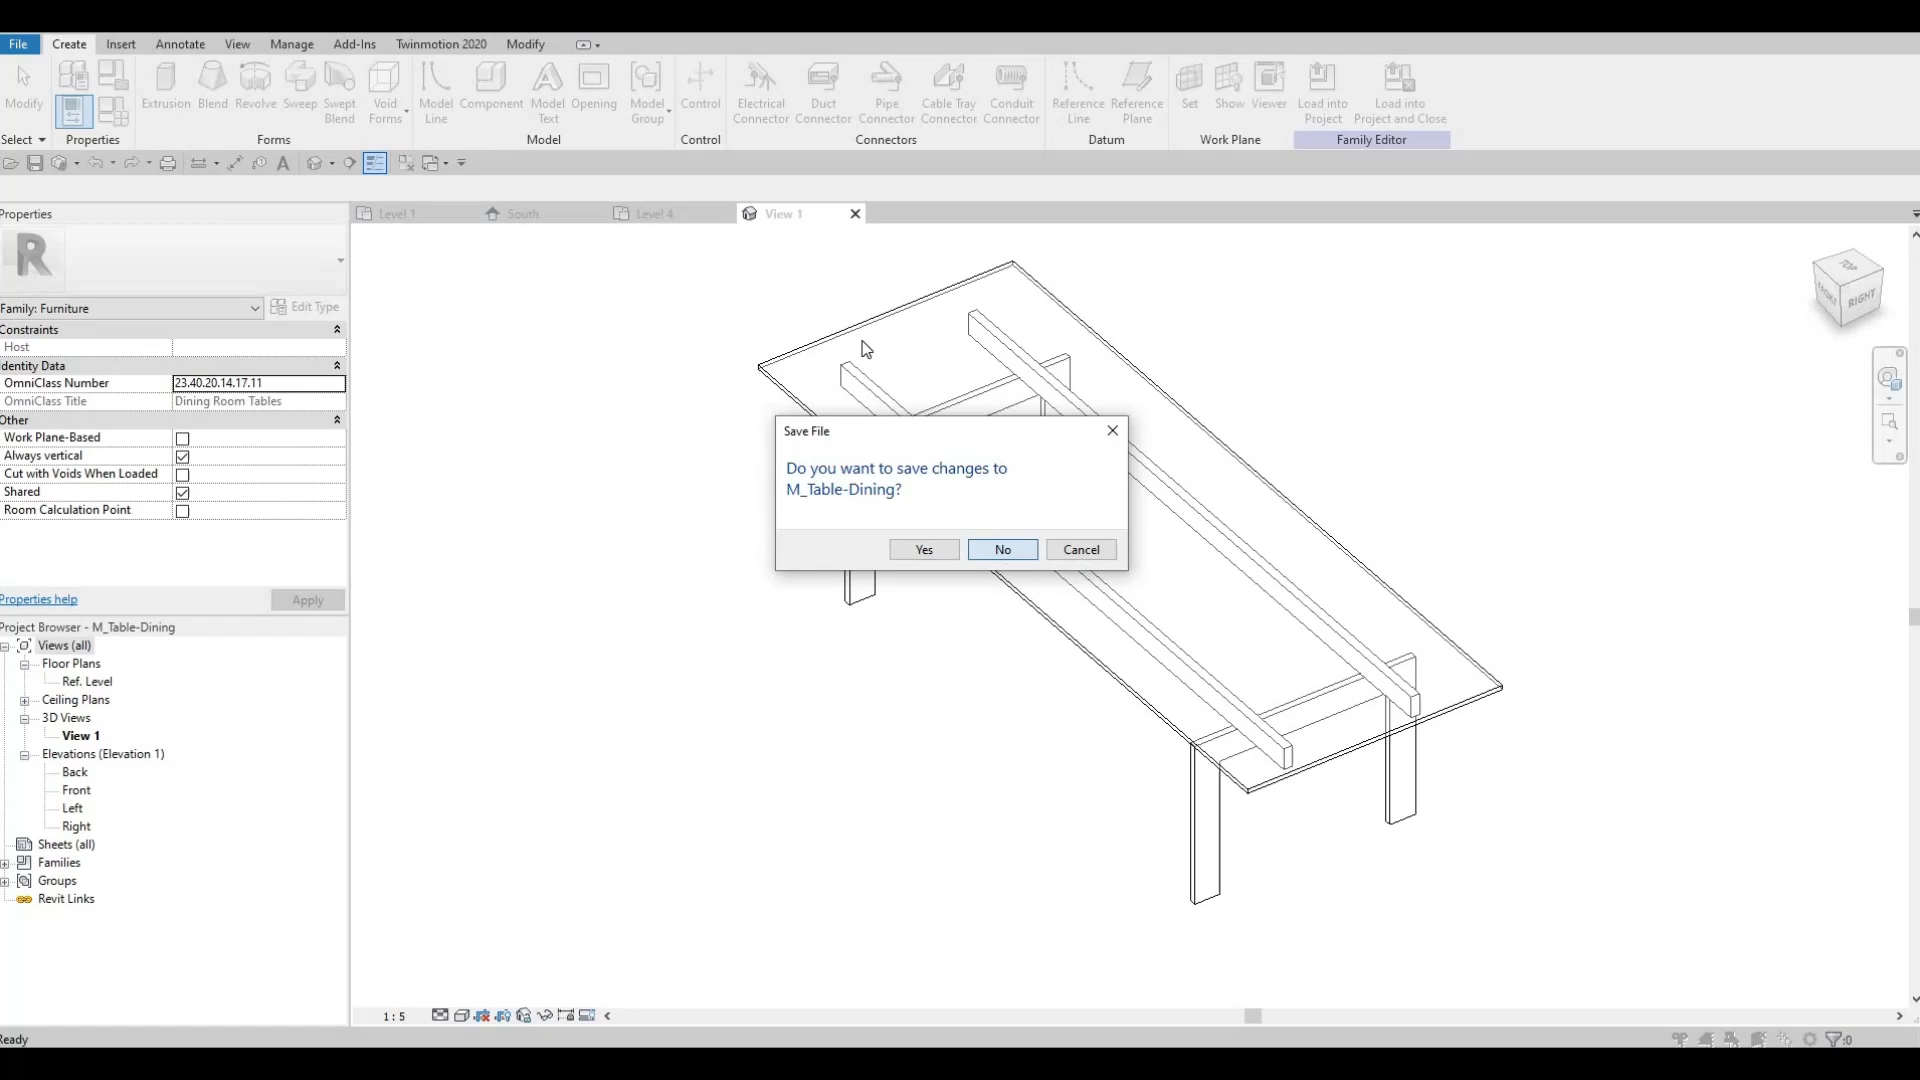 File Create Insert Annotate View Manage Add-Ins Twinmotion 2020 Modify
Modify Extrusion Blend Revolve Sweep Swept Blend Void Forms Model Line Component Model Text Opening Model Group Control Electrical Connector Duct Connector Pipe Connector Cable Tray Connector Conduit Connector Reference Line Reference Plane Set Show Viewer Load into Project Load into Project and Close
Select Properties Forms Model Control Connectors Datum Work Plane Family Editor
Properties
Level 1 South Level 4 View 1
R
TOP
RIGHT
Family: Furniture Edit Type
Constraints
Host
Identity Data
OmniClass Number 23.40.20.14.17.11
OmniClass Title Dining Room Tables
Other
Work Plane-Based
Always vertical
Cut with Voids When Loaded
Shared
Room Calculation Point
Properties help Apply
Save File
Do you want to save changes to
M_Table-Dining?
Yes No Cancel
Project Browser - M_Table-Dining
Views (all)
Floor Plans
Ref. Level
Ceiling Plans
3D Views
View 1
Elevations (Elevation 1)
Back
Front
Left
Right
Sheets (all)
Families
Groups
Revit Links
1 : 5
Ready
:0